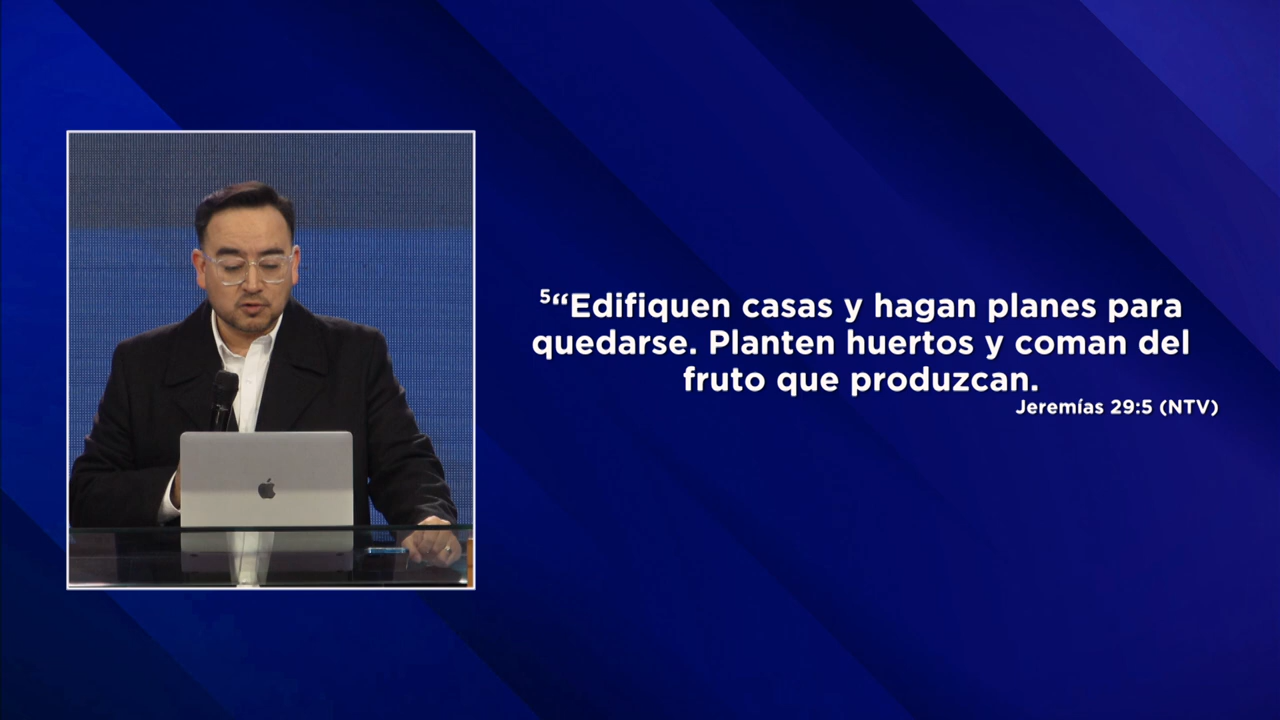 ⁵“Edifiquen casas y hagan planes para
quedarse. Planten huertos y coman del
fruto que produzcan.
Jeremías 29:5 (NTV)